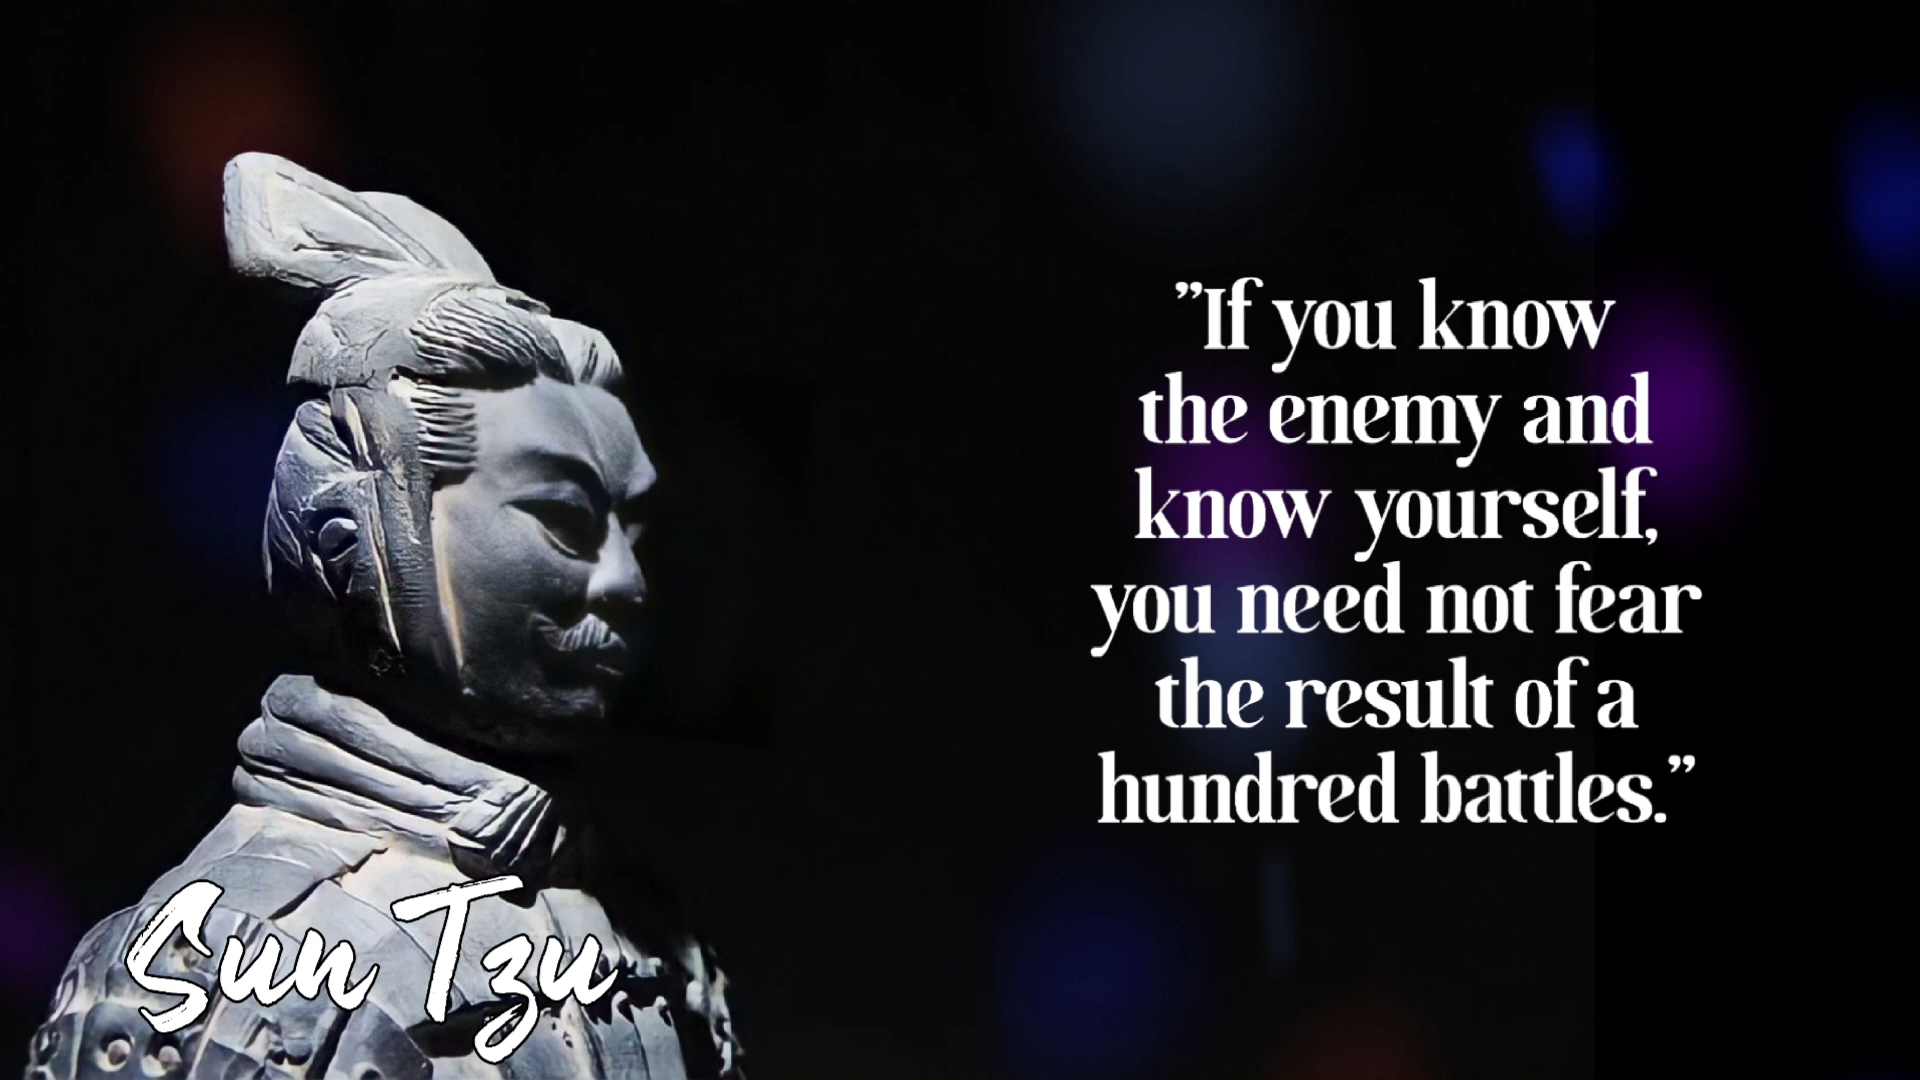 ”If you know
the enemy and
know yourself,
you need not fear
the result of a
hundred battles.”
Sun Tzu